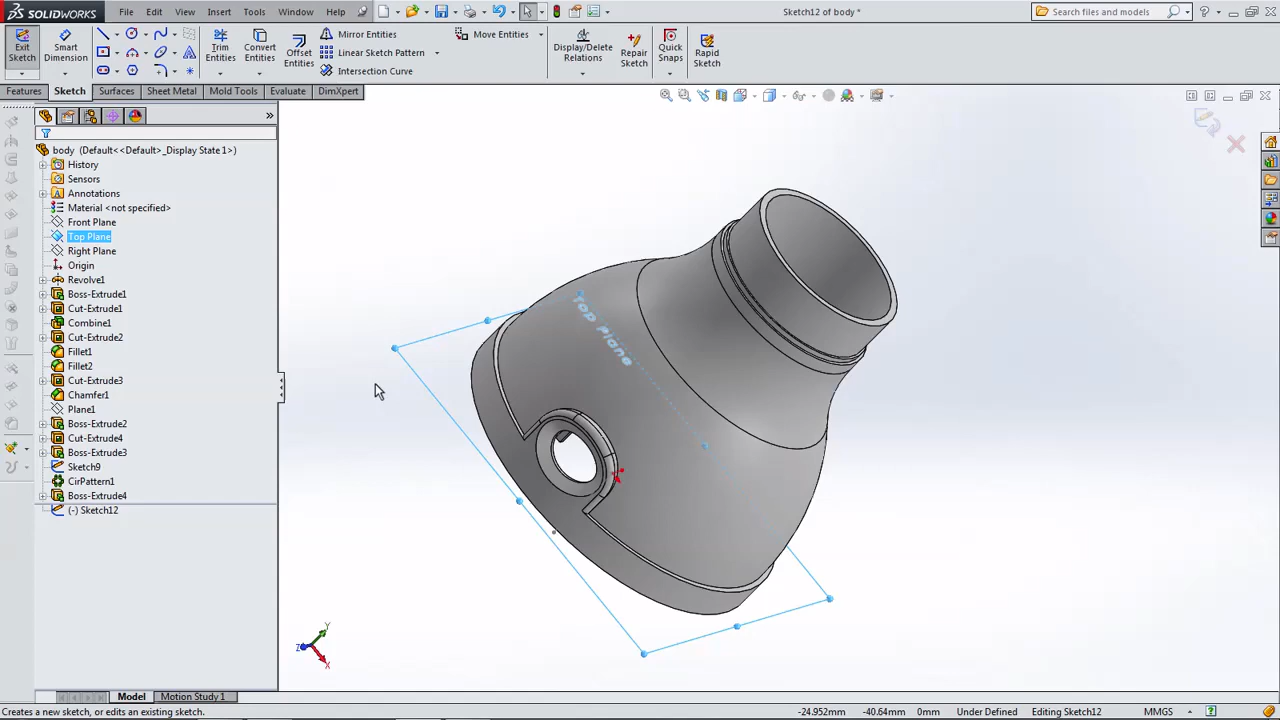 SOLIDWORKS File Edit View Insert Tools Window Help Sketch12 of body Search files and models
Exit Sketch Smart Dimension Trim Entities Convert Entities Offset Entities Mirror Entities Linear Sketch Pattern Intersection Curve Move Entities Display/Delete Relations Repair Sketch Quick Snaps Rapid Sketch
Features Sketch Surfaces Sheet Metal Mold Tools Evaluate DimXpert
body (Default<<Default>_Display State 1>)
History
Sensors
Annotations
Material <not specified>
Front Plane
Top Plane
Right Plane
Origin
Revolve1
Boss-Extrude1
Cut-Extrude1
Combine1
Cut-Extrude2
Fillet1
Fillet2
Cut-Extrude3
Chamfer1
Plane1
Boss-Extrude2
Cut-Extrude4
Boss-Extrude3
Sketch9
CirPattern1
Boss-Extrude4
(-) Sketch12
Top Plane
Y
Z
X
Model Motion Study 1
Creates a new sketch, or edits an existing sketch. -24.952mm -40.64mm 0mm Under Defined Editing Sketch12 MMGS